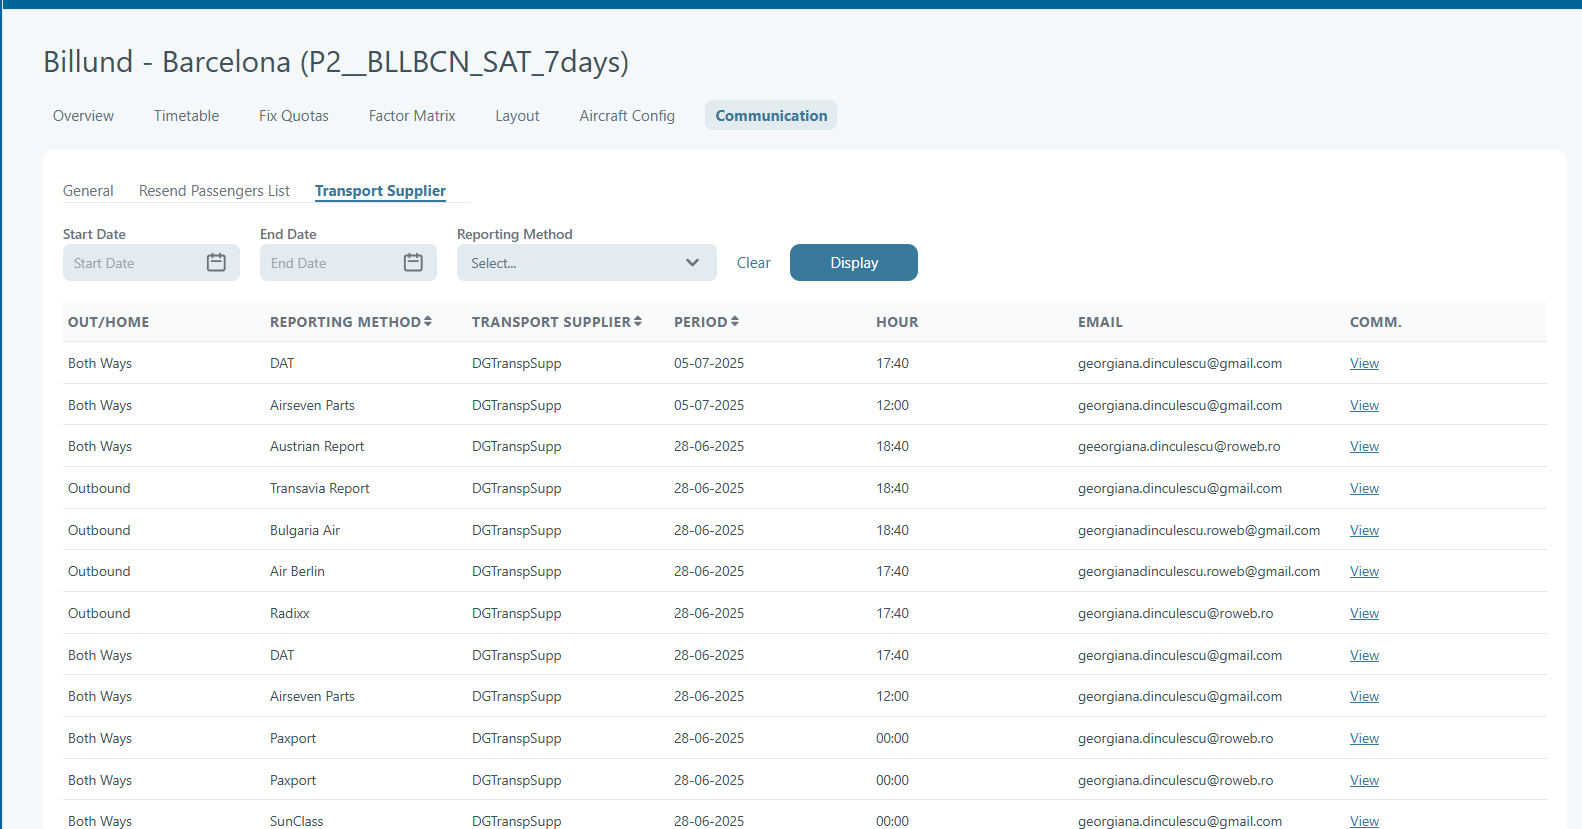 Billund - Barcelona (P2__BLLBCN_SAT_7days)
Overview Timetable Fix Quotas Factor Matrix Layout Aircraft Config Communication
General Resend Passengers List Transport Supplier
Start Date End Date Reporting Method
Start Date End Date Select... Clear Display
OUT/HOME REPORTING METHOD TRANSPORT SUPPLIER PERIOD HOUR EMAIL COMM.
Both Ways DAT DGTranspSupp 05-07-2025 17:40 georgiana.dinculescu@gmail.com View
Both Ways Airseven Parts DGTranspSupp 05-07-2025 12:00 georgiana.dinculescu@gmail.com View
Both Ways Austrian Report DGTranspSupp 28-06-2025 18:40 geeorgiana.dinculescu@roweb.ro View
Outbound Transavia Report DGTranspSupp 28-06-2025 18:40 georgiana.dinculescu@gmail.com View
Outbound Bulgaria Air DGTranspSupp 28-06-2025 18:40 georgianadinculescu.roweb@gmail.com View
Outbound Air Berlin DGTranspSupp 28-06-2025 17:40 georgianadinculescu.roweb@gmail.com View
Outbound Radixx DGTranspSupp 28-06-2025 17:40 georgiana.dinculescu@roweb.ro View
Both Ways DAT DGTranspSupp 28-06-2025 17:40 georgiana.dinculescu@gmail.com View
Both Ways Airseven Parts DGTranspSupp 28-06-2025 12:00 georgiana.dinculescu@gmail.com View
Both Ways Paxport DGTranspSupp 28-06-2025 00:00 georgiana.dinculescu@roweb.ro View
Both Ways Paxport DGTranspSupp 28-06-2025 00:00 georgiana.dinculescu@roweb.ro View
Both Ways SunClass DGTranspSupp 28-06-2025 00:00 georgiana.dinculescu@gmail.com View